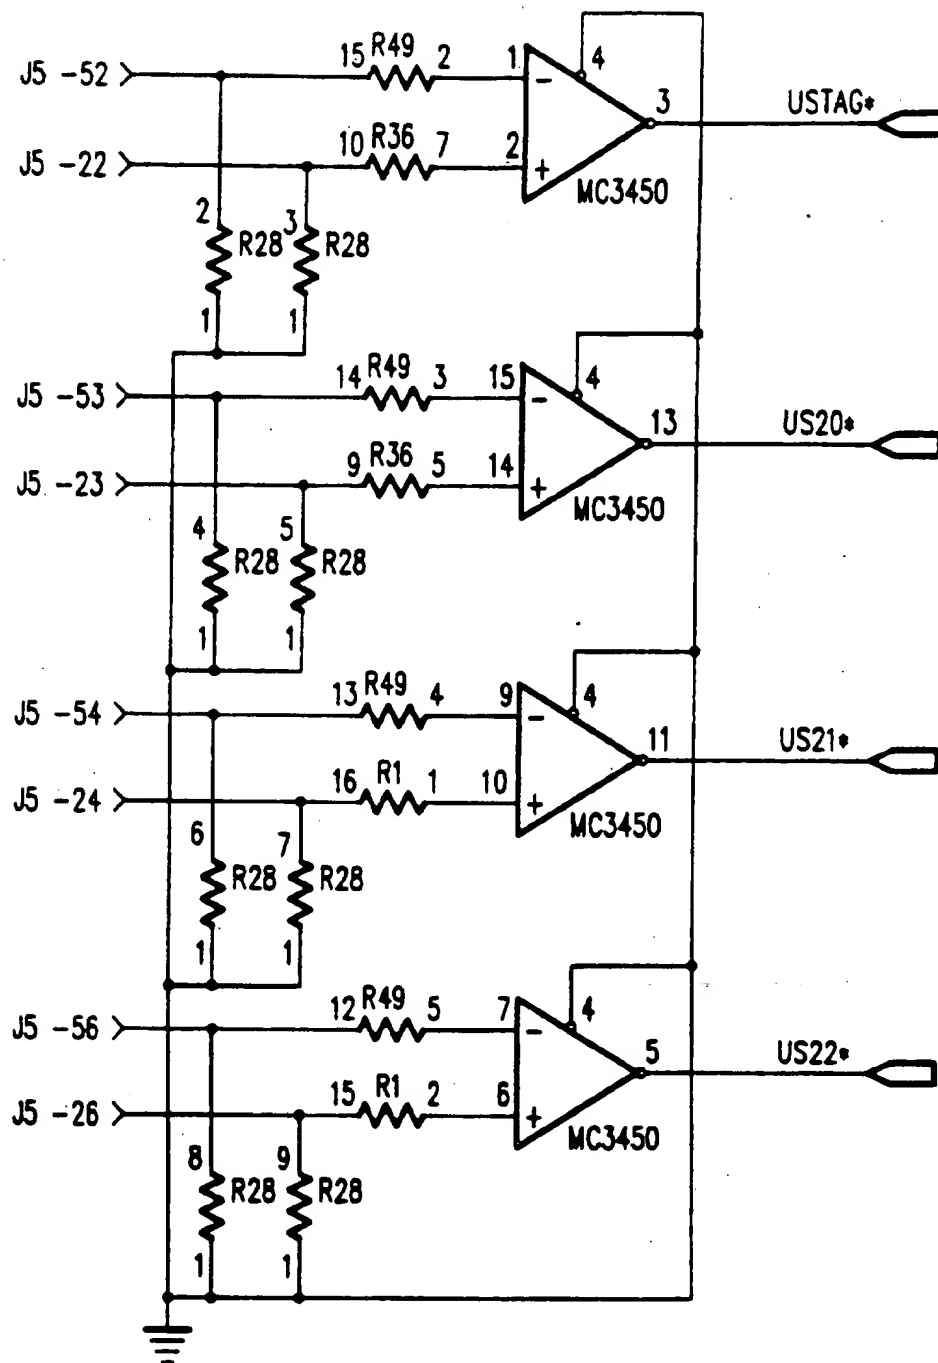 J5 -52 15 R49 2 1 - 4 3 USTAG*
J5 -22 10 R36 7 2 + MC3450
2 R28 3 R28
1 1
J5 -53 14 R49 3 15 - 4 13 US20*
J5 -23 9 R36 5 14 + MC3450
4 R28 5 R28
1 1
J5 -54 13 R49 4 9 - 4 11 US21*
J5 -24 16 R1 1 10 + MC3450
6 R28 7 R28
1 1
J5 -56 12 R49 5 7 - 4 5 US22*
J5 -26 15 R1 2 6 + MC3450
8 R28 9 R28
1 1